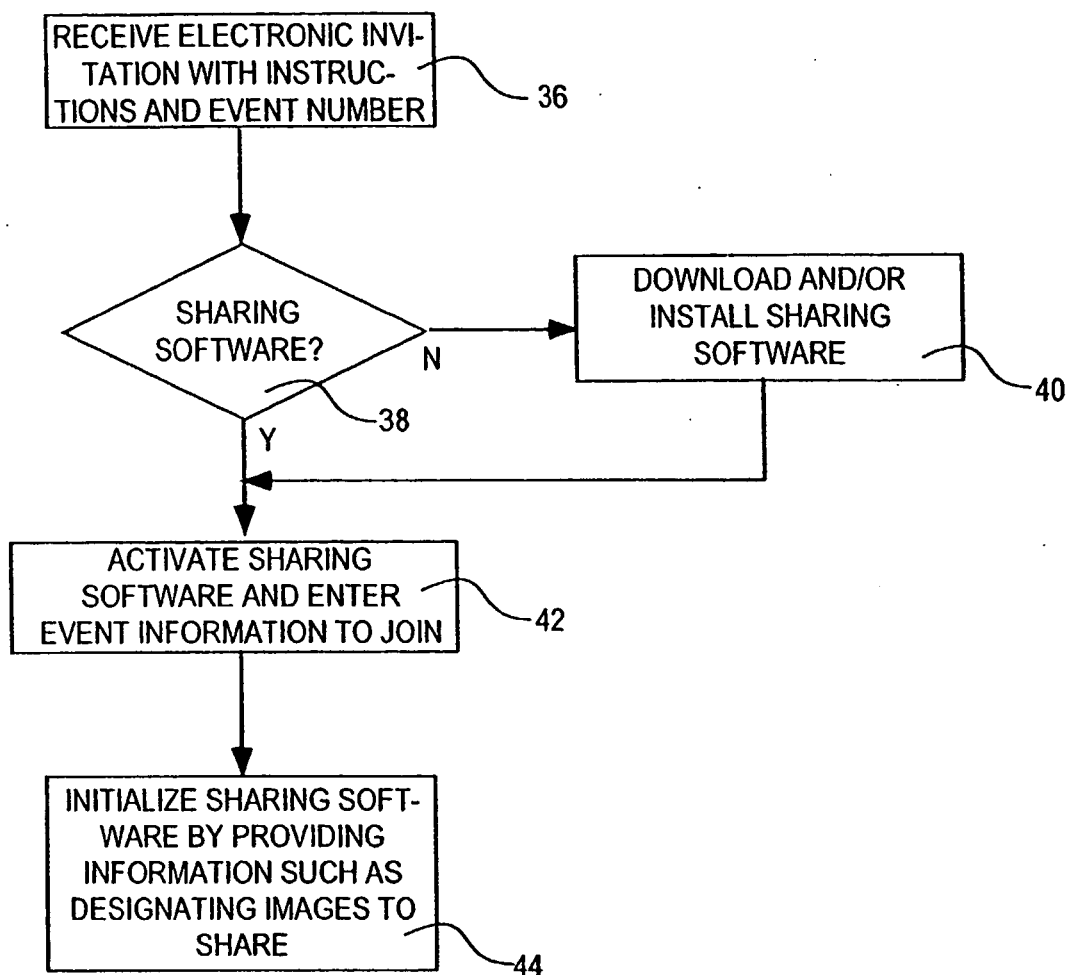 RECEIVE ELECTRONIC INVI-
TATION WITH INSTRUC-
TIONS AND EVENT NUMBER
36
SHARING
SOFTWARE?
N
38
Y
DOWNLOAD AND/OR
INSTALL SHARING
SOFTWARE
40
ACTIVATE SHARING
SOFTWARE AND ENTER
EVENT INFORMATION TO JOIN
42
INITIALIZE SHARING SOFT-
WARE BY PROVIDING
INFORMATION SUCH AS
DESIGNATING IMAGES TO
SHARE
44